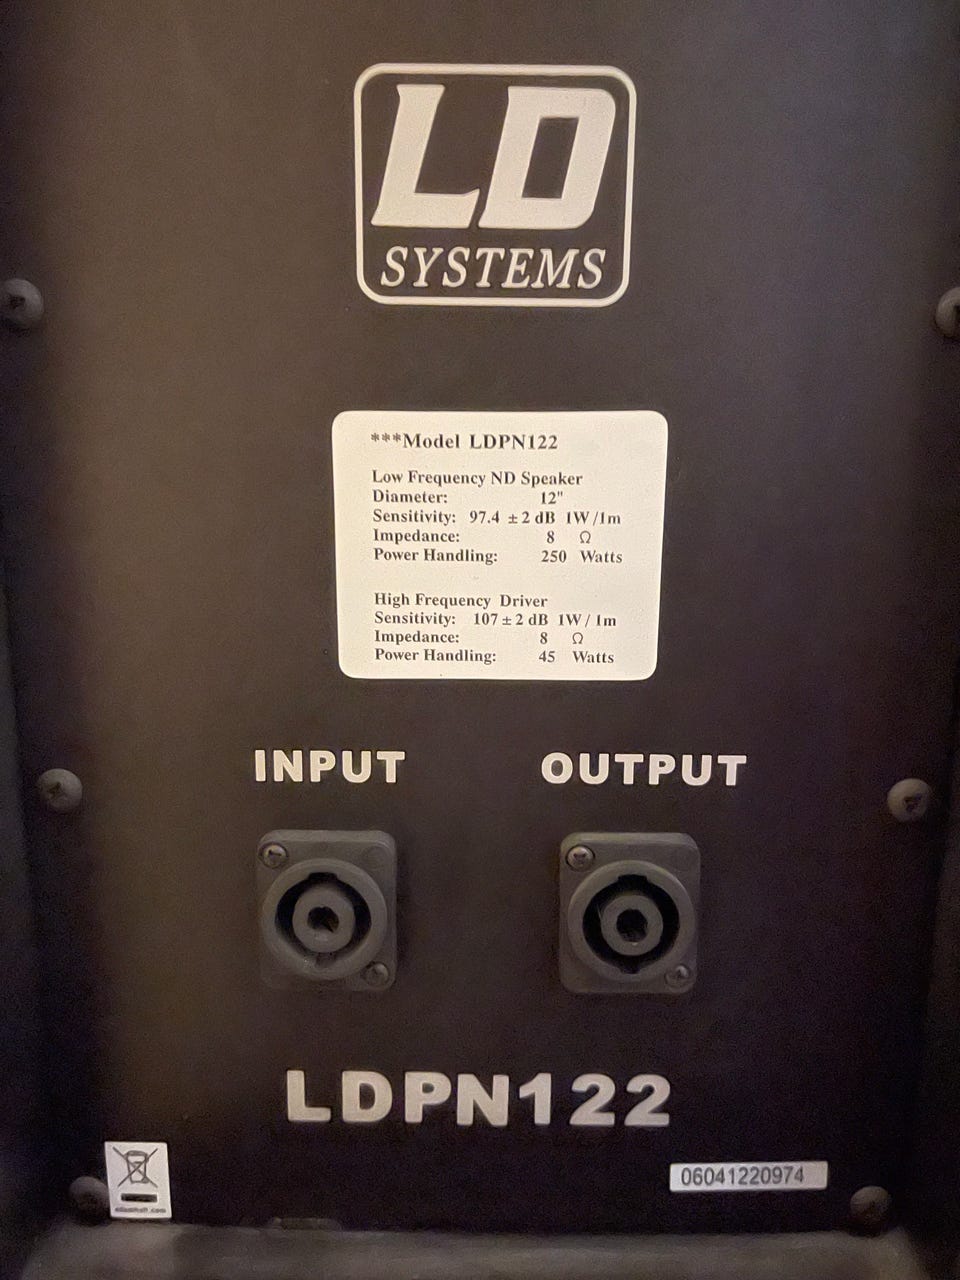 LD
SYSTEMS
***Model LDPN122
Low Frequency ND Speaker
Diameter: 12"
Sensitivity: 97.4 ±2 dB 1W/1m
Impedance: 8 Ω
Power Handling: 250 Watts
High Frequency Driver
Sensitivity: 107 ±2 dB 1W/1m
Impedance: 8 Ω
Power Handling: 45 Watts
INPUT OUTPUT
LDPN122
06041220974